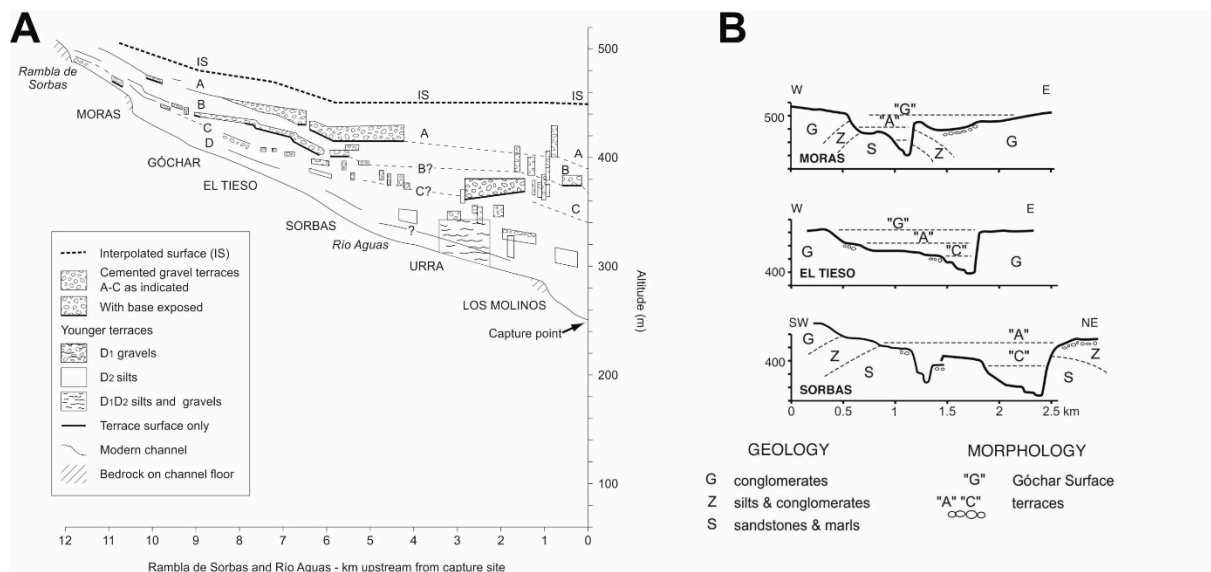 A
IS
IS
IS
500
Rambla de
Sorbas
A
MORAS
B
C
D
A
A
400
GÓCHAR
B?
B
EL TIESO
C?
C
SORBAS
Río Aguas
?
300
URRA
LOS MOLINOS
Altitude (m)
Capture point
200
100
Interpolated surface (IS)
Cemented gravel terraces
A-C as indicated
With base exposed
Younger terraces
D1 gravels
D2 silts
D1D2 silts and gravels
Terrace surface only
Modern channel
Bedrock on channel floor
12 11 10 9 8 7 6 5 4 3 2 1 0
Rambla de Sorbas and Río Aguas - km upstream from capture site
B
W E
"G"
500
"A"
G Z S Z G
MORAS
W E
"G"
"A"
"C"
G G
400
EL TIESO
SW NE
"A"
G
Z Z
400
"C"
S S
SORBAS
0 0.5 1 1.5 2 2.5 km
GEOLOGY
G conglomerates
Z silts & conglomerates
S sandstones & marls
MORPHOLOGY
"G" Góchar Surface
"A" "C" terraces